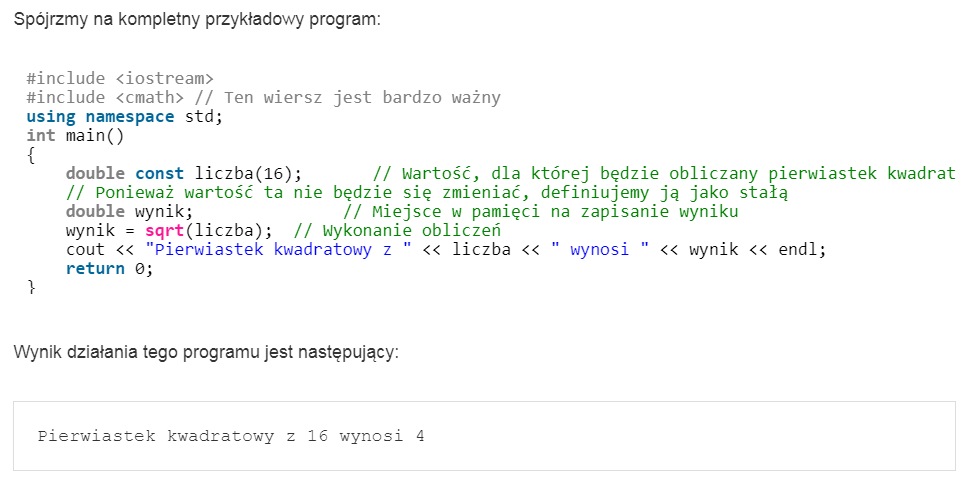 Spójrzmy na kompletny przykładowy program:
#include <iostream>
#include <cmath> // Ten wiersz jest bardzo ważny
using namespace std;
int main()
{
    double const liczba(16);       // Wartość, dla której będzie obliczany pierwiastek kwadrat
    // Ponieważ wartość ta nie będzie się zmieniać, definiujemy ją jako stałą
    double wynik;               // Miejsce w pamięci na zapisanie wyniku
    wynik = sqrt(liczba);  // Wykonanie obliczeń
    cout << "Pierwiastek kwadratowy z " << liczba << " wynosi " << wynik << endl;
    return 0;
}
Wynik działania tego programu jest następujący:
Pierwiastek kwadratowy z 16 wynosi 4